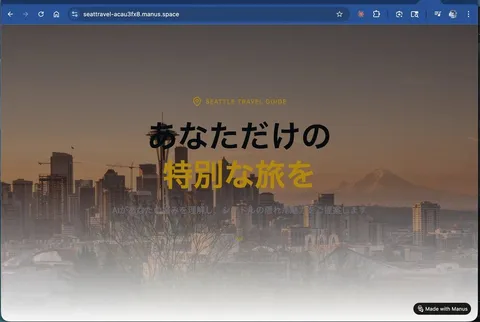 seattravel-acau3fx8.manus.space
SEATTLE TRAVEL GUIDE
あなただけの
特別な旅を
Made with Manus